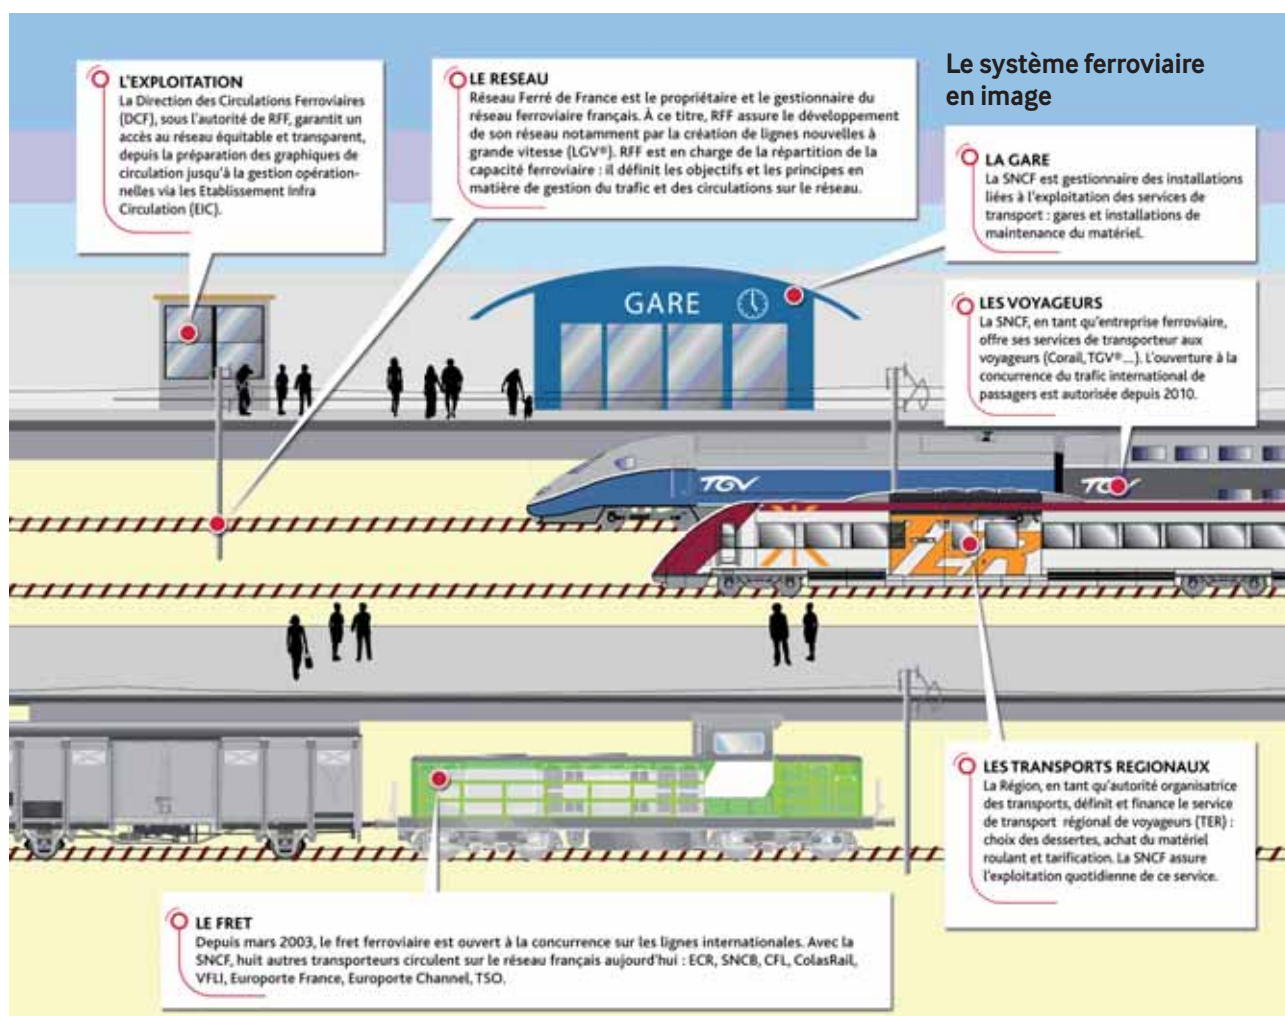 Le système ferroviaire
en image
L'EXPLOITATION
La Direction des Circulations Ferroviaires
(DCF), sous l'autorité de RFF, garantit un
accès au réseau équitable et transparent,
depuis la préparation des graphiques de
circulation jusqu'à la gestion opération-
nelles via les Etablissement Infra
Circulation (EIC).
LE RESEAU
Réseau Ferré de France est le propriétaire et le gestionnaire du
réseau ferroviaire français. À ce titre, RFF assure le développement
de son réseau notamment par la création de lignes nouvelles à
grande vitesse (LGV®). RFF est en charge de la répartition de la
capacité ferroviaire : il définit les objectifs et les principes en
matière de gestion du trafic et des circulations sur le réseau.
LA GARE
La SNCF est gestionnaire des installations
liées à l'exploitation des services de
transport : gares et installations de
maintenance du matériel.
GARE
LES VOYAGEURS
La SNCF, en tant qu'entreprise ferroviaire,
offre ses services de transporteur aux
voyageurs (Corail, TGV®...). L'ouverture à la
concurrence du trafic international de
passagers est autorisée depuis 2010.
TGV
TGV
TER
LES TRANSPORTS REGIONAUX
La Région, en tant qu'autorité organisatrice
des transports, définit et finance le service
de transport régional de voyageurs (TER) :
choix des dessertes, achat du matériel
roulant et tarification. La SNCF assure
l'exploitation quotidienne de ce service.
LE FRET
Depuis mars 2003, le fret ferroviaire est ouvert à la concurrence sur les lignes internationales. Avec la
SNCF, huit autres transporteurs circulent sur le réseau français aujourd'hui : ECR, SNCB, CFL, ColasRail,
VFLI, Europorte France, Europorte Channel, TSO.